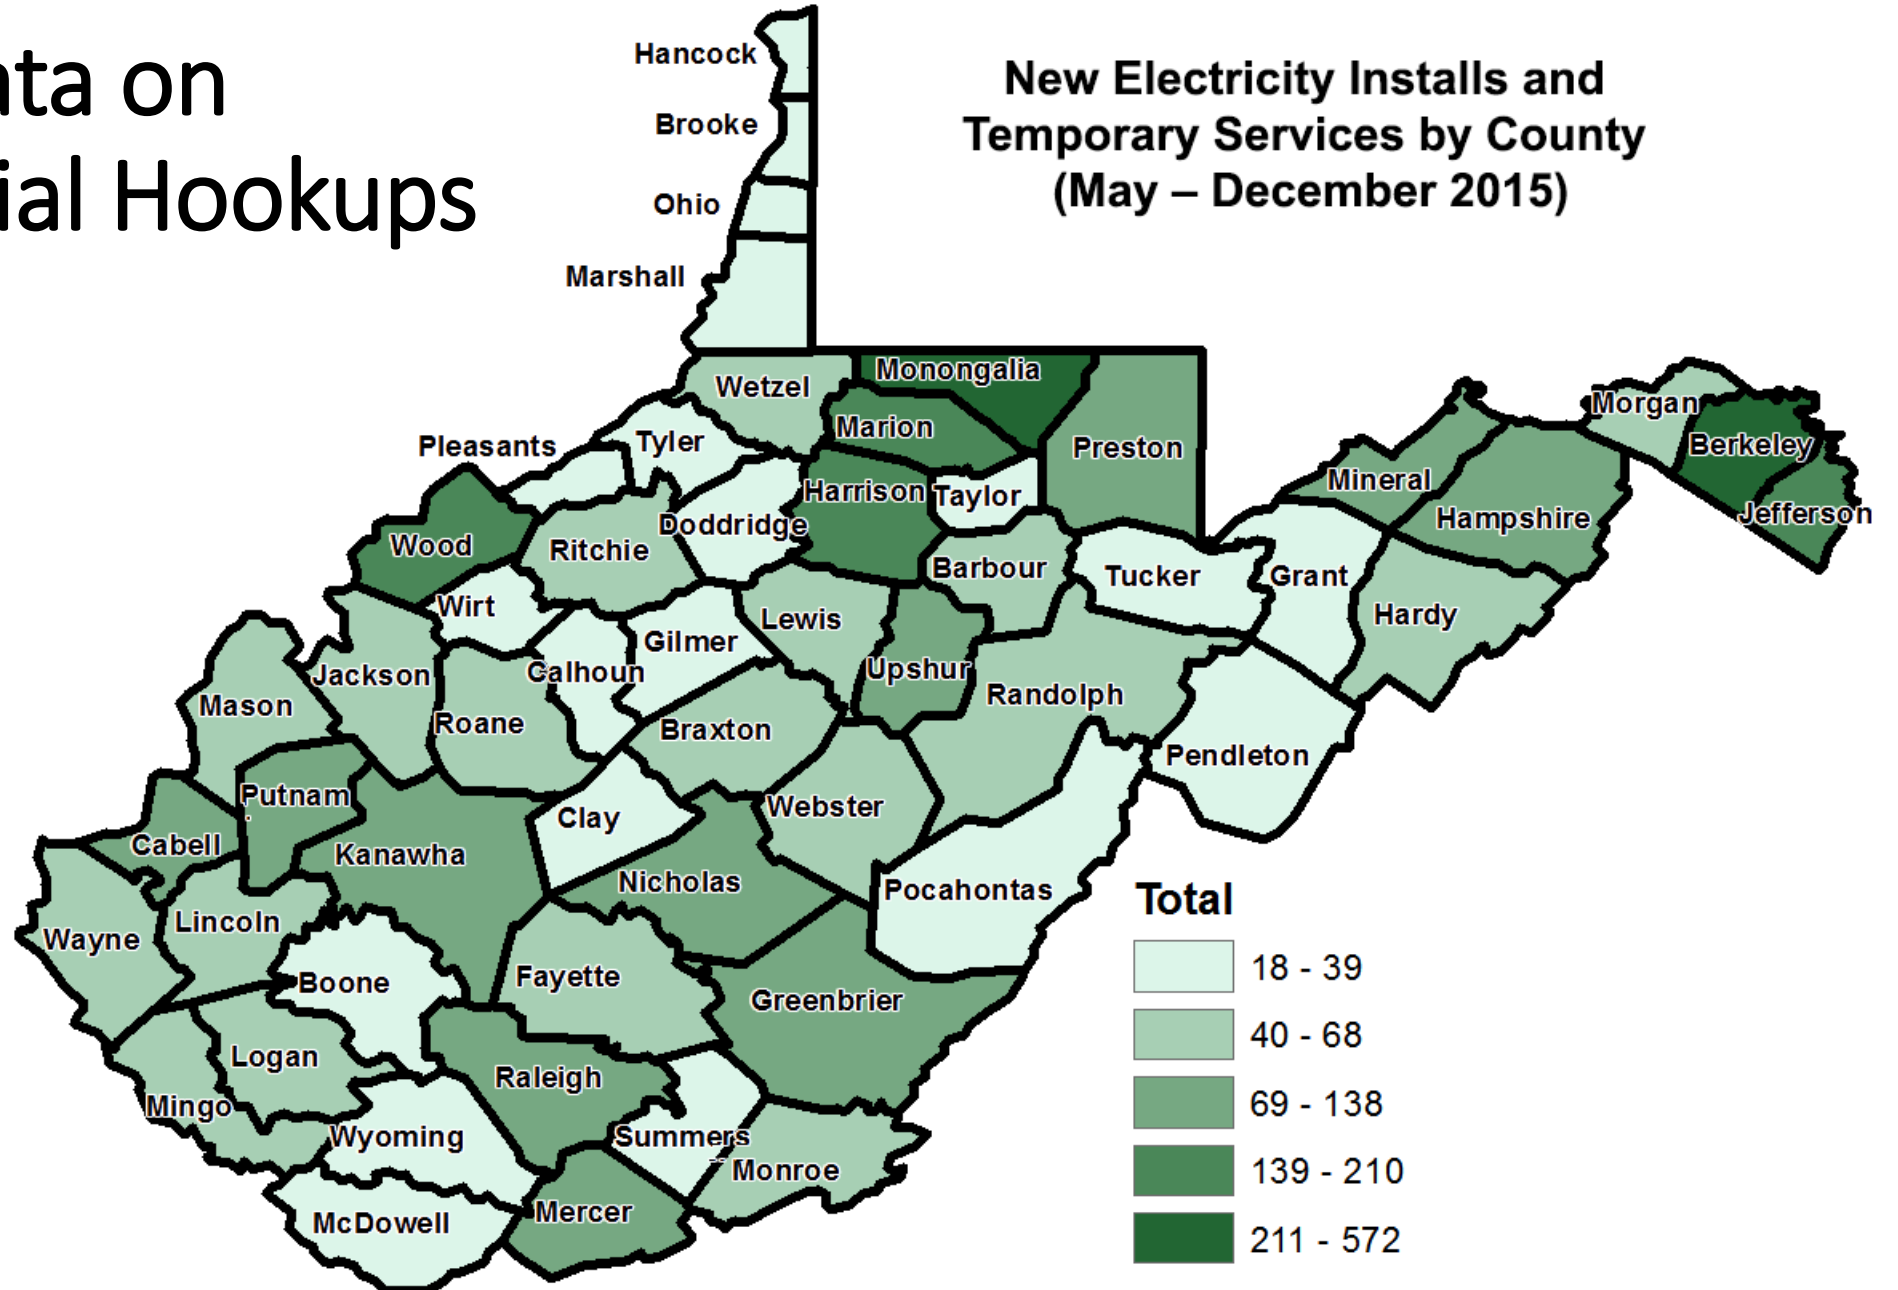 ata on
ial Hookups
New Electricity Installs and
Temporary Services by County
(May – December 2015)
Hancock
Brooke
Ohio
Marshall
Wetzel
Monongalia
Marion
Preston
Morgan
Berkeley
Jefferson
Mineral
Hampshire
Pleasants
Tyler
Harrison
Taylor
Doddridge
Wood
Ritchie
Barbour
Tucker
Grant
Hardy
Wirt
Lewis
Gilmer
Calhoun
Upshur
Jackson
Randolph
Mason
Roane
Braxton
Pendleton
Putnam
Webster
Clay
Cabell
Kanawha
Nicholas
Pocahontas
Lincoln
Wayne
Boone
Fayette
Greenbrier
Logan
Raleigh
Mingo
Wyoming
Summers
Monroe
McDowell
Mercer
Total
18 - 39
40 - 68
69 - 138
139 - 210
211 - 572